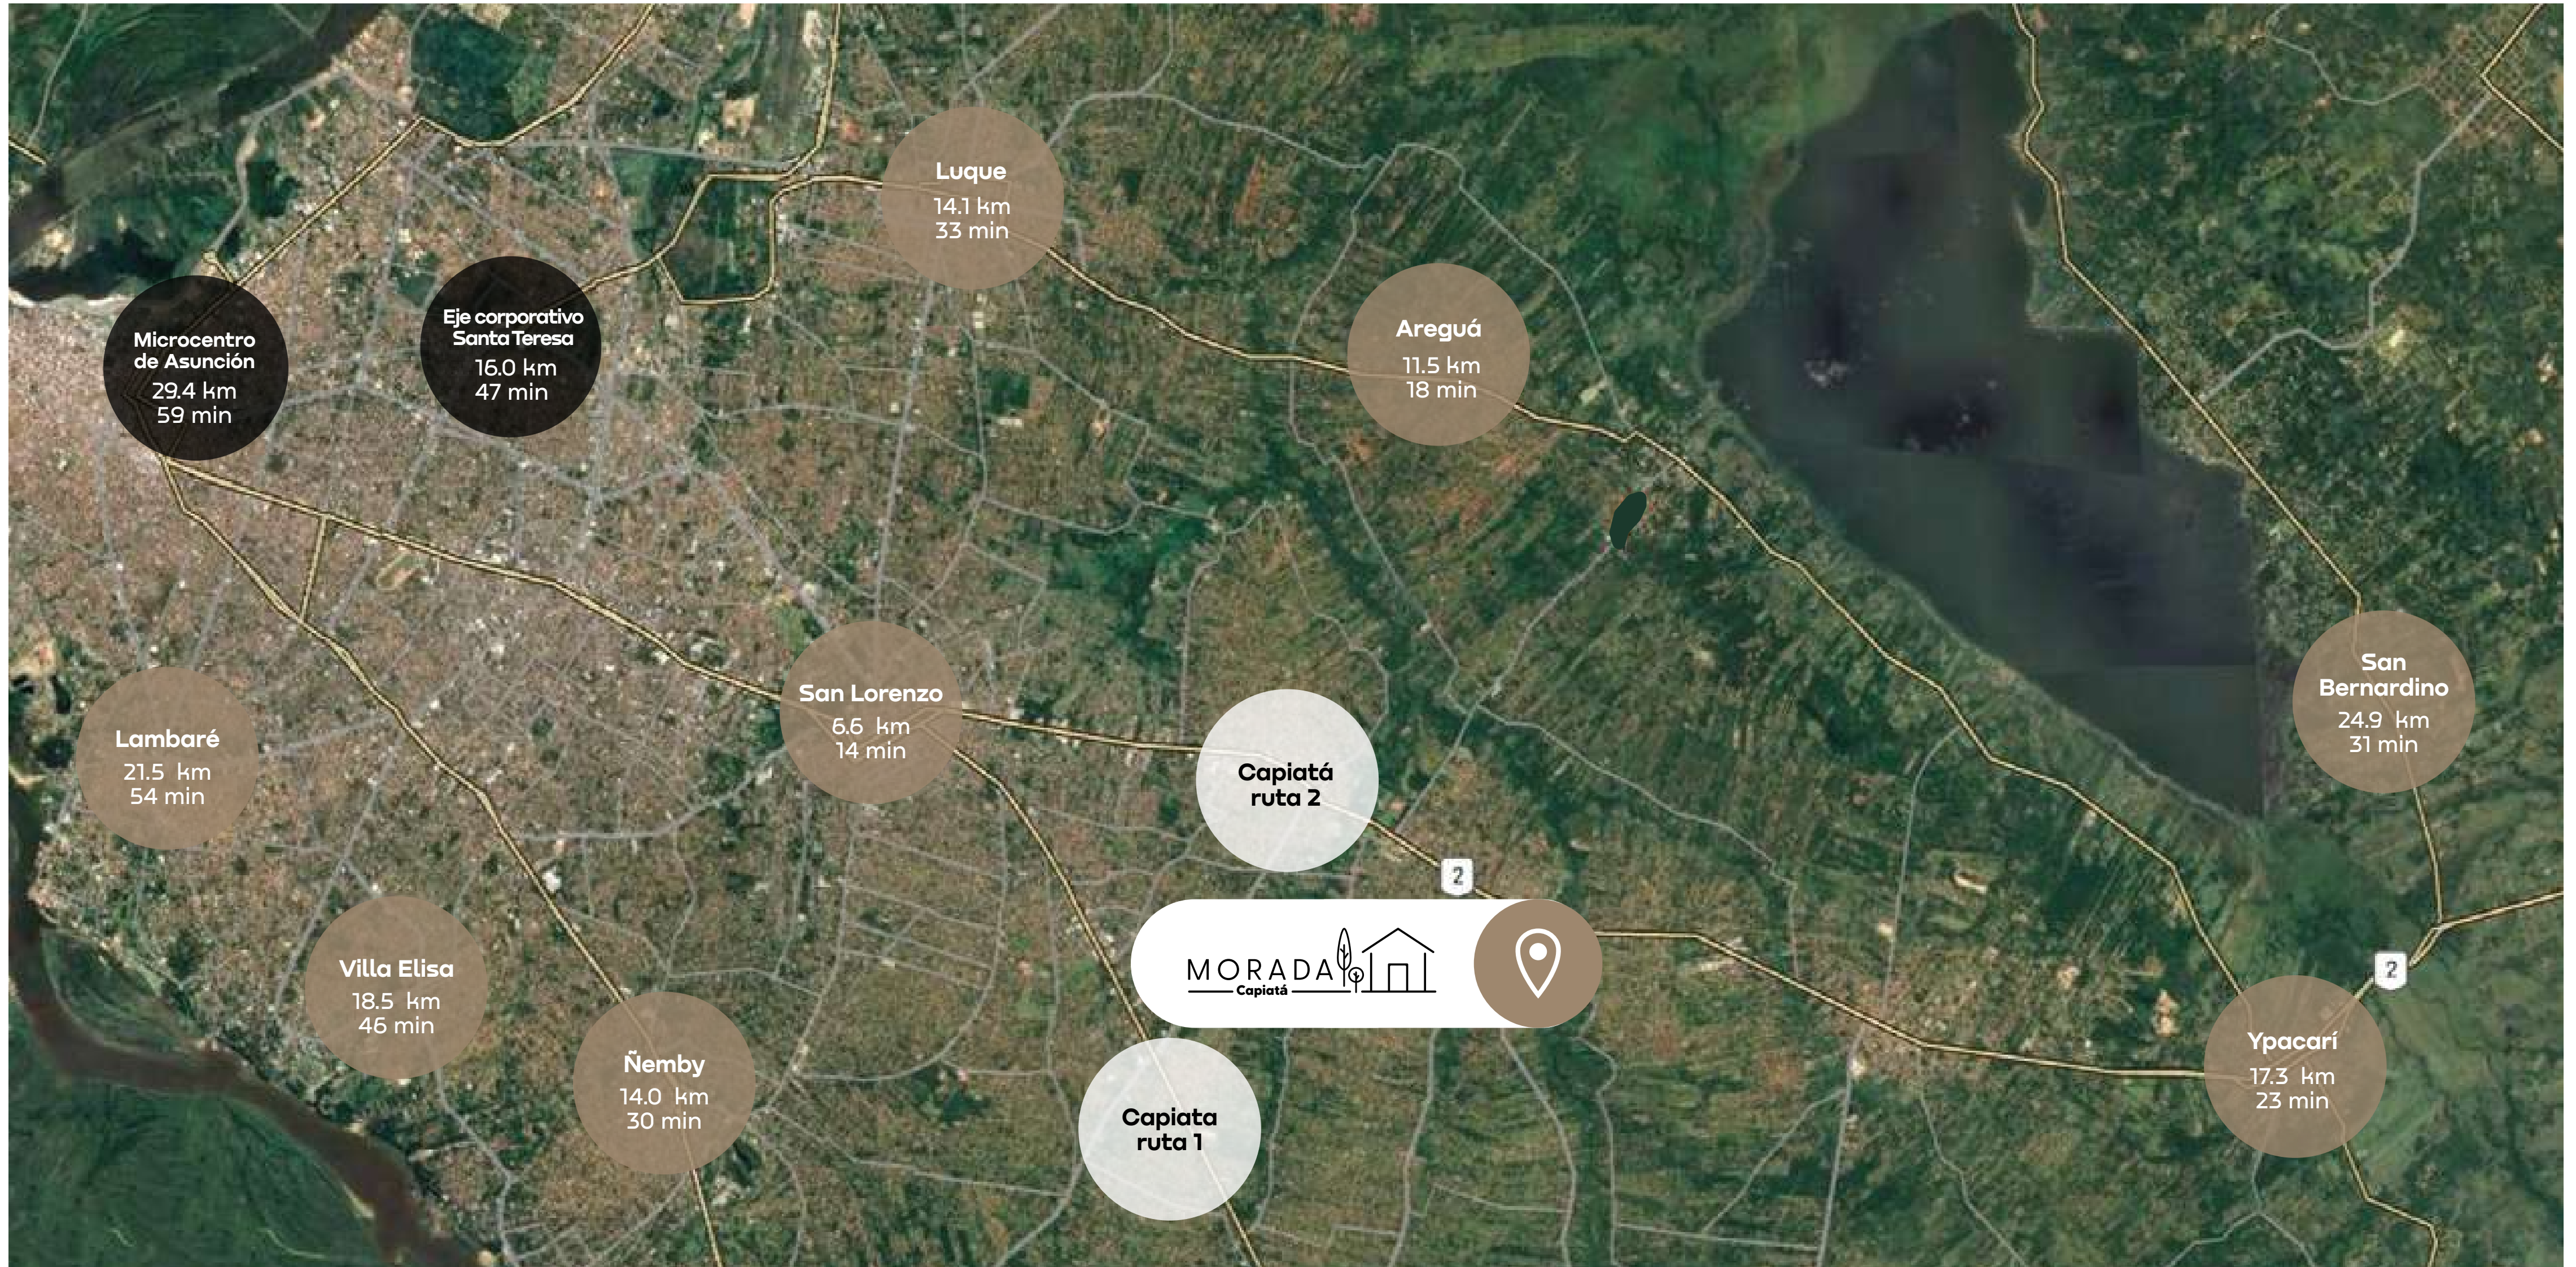 Luque
14.1 km
33 min
Eje corporativo
Santa Teresa
16.0 km
47 min
Microcentro
de Asunción
29.4 km
59 min
Areguá
11.5 km
18 min
San Lorenzo
6.6 km
14 min
San
Bernardino
24.9 km
31 min
Lambaré
21.5 km
54 min
Capiatá
ruta 2
2
MORADA
Capiatá
Villa Elisa
18.5 km
46 min
2
Ñemby
14.0 km
30 min
Ypacarí
17.3 km
23 min
Capiata
ruta 1